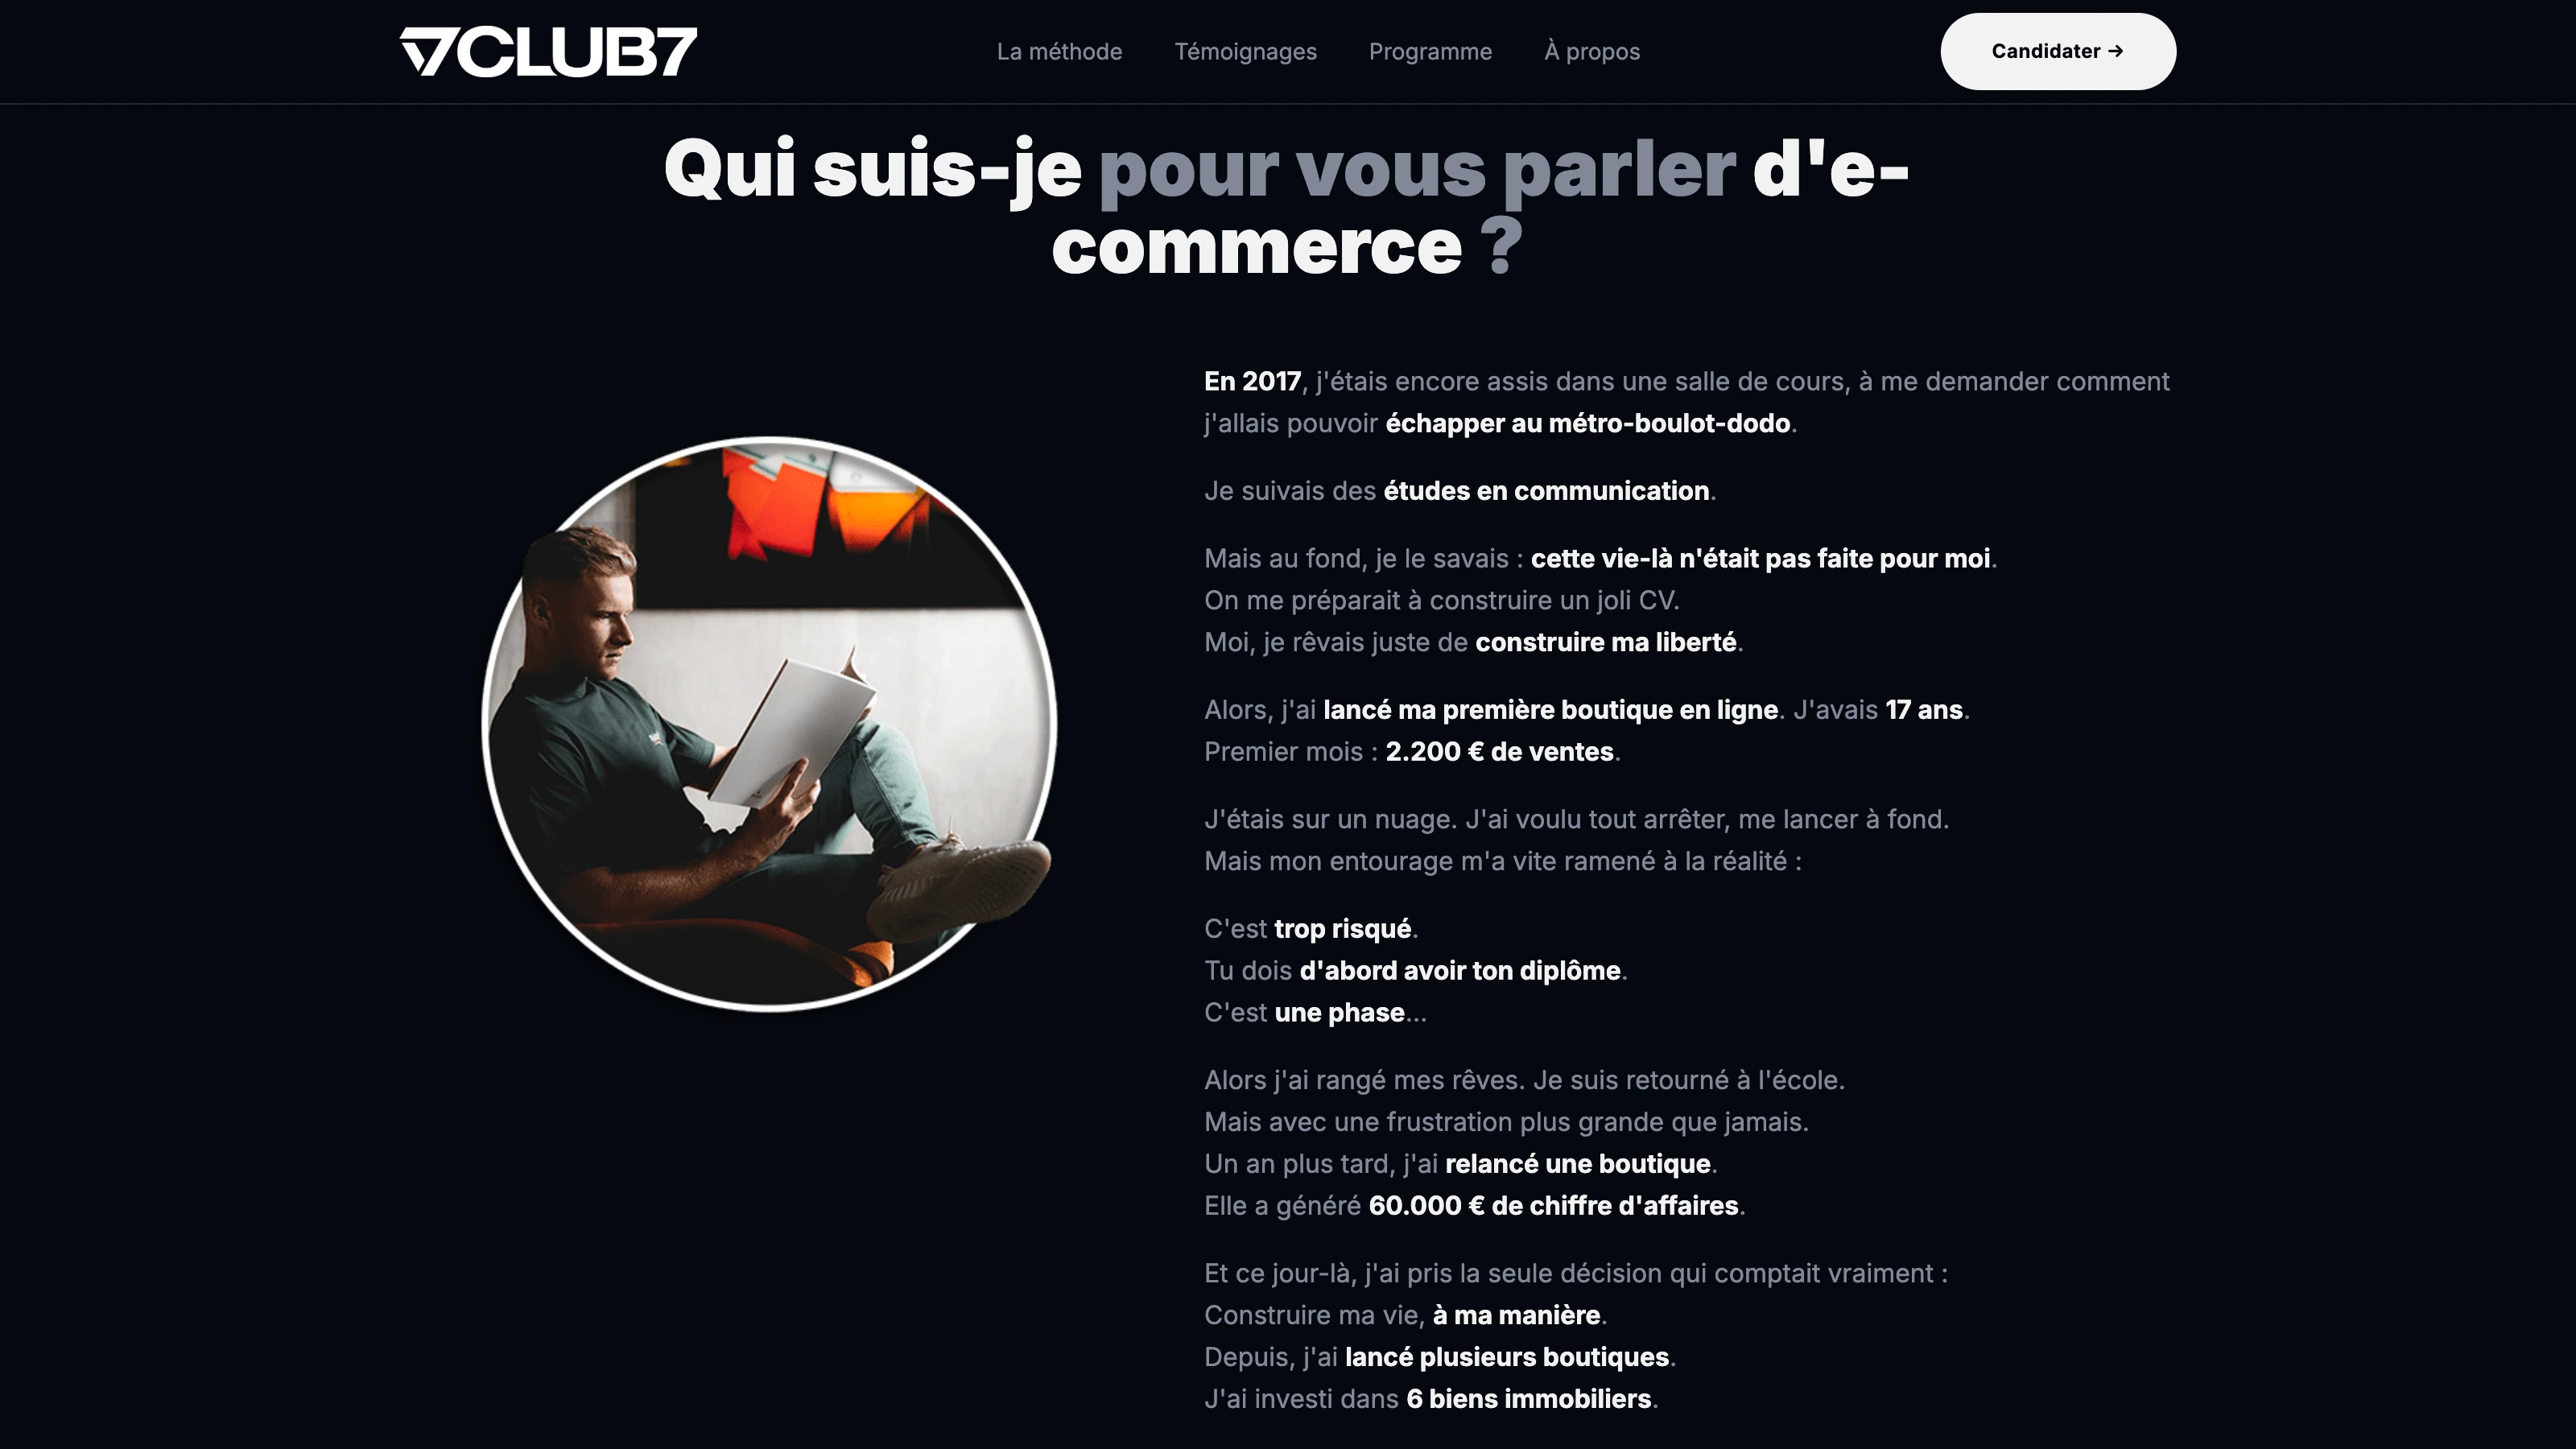 CLUB7
La méthode
Témoignages
Programme
À propos
Candidater →
Qui suis-je pour vous parler d'e-
commerce ?
En 2017, j'étais encore assis dans une salle de cours, à me demander comment
j'allais pouvoir échapper au métro-boulot-dodo.
Je suivais des études en communication.
Mais au fond, je le savais : cette vie-là n'était pas faite pour moi.
On me préparait à construire un joli CV.
Moi, je rêvais juste de construire ma liberté.
Alors, j'ai lancé ma première boutique en ligne. J'avais 17 ans.
Premier mois : 2.200 € de ventes.
J'étais sur un nuage. J'ai voulu tout arrêter, me lancer à fond.
Mais mon entourage m'a vite ramené à la réalité :
C'est trop risqué.
Tu dois d'abord avoir ton diplôme.
C'est une phase...
Alors j'ai rangé mes rêves. Je suis retourné à l'école.
Mais avec une frustration plus grande que jamais.
Un an plus tard, j'ai relancé une boutique.
Elle a généré 60.000 € de chiffre d'affaires.
Et ce jour-là, j'ai pris la seule décision qui comptait vraiment :
Construire ma vie, à ma manière.
Depuis, j'ai lancé plusieurs boutiques.
J'ai investi dans 6 biens immobiliers.